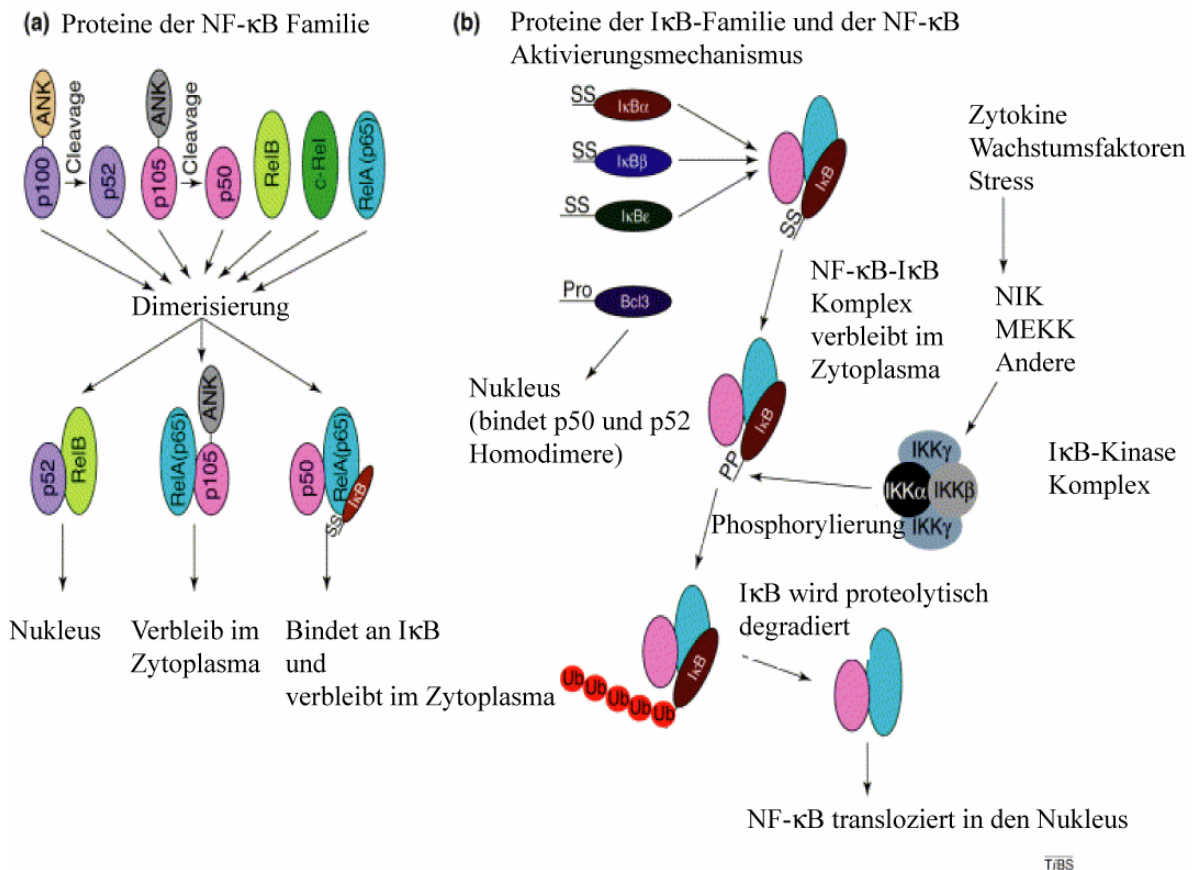 (a) Proteine der NF-κB Familie
ANK
Cleavage
ANK
Cleavage
p100
p52
p105
p50
RelB
c-Rel
RelA (p65)
Dimerisierung
p52
RelB
RelA(p65)
ANK
p105
p50
RelA(p65)
IκB
SS
Nukleus
Verbleib im
Zytoplasma
Bindet an IκB
und
verbleibt im Zytoplasma
(b) Proteine der IκB-Familie und der NF-κB
Aktivierungsmechanismus
SS
IκBα
SS
IκBβ
SS
IκBε
Pro
Bcl3
Nukleus
(bindet p50 und p52
Homodimere)
IκB
SS
NF-κB-IκB
Komplex
verbleibt im
Zytoplasma
Zytokine
Wachstumsfaktoren
Stress
NIK
MEKK
Andere
IκB
PP
IKKγ
IKKα
IKKβ
IKKγ
IκB-Kinase
Komplex
Phosphorylierung
IκB wird proteolytisch
degradiert
IκB
Ub
Ub
Ub
Ub
Ub
NF-κB transloziert in den Nukleus
TiBS